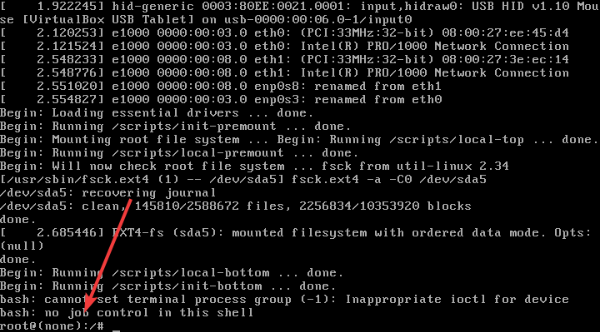 [    1.922245] hid-generic 0003:80EE:0021.0001: input,hidraw0: USB HID v1.10 Mou
se [VirtualBox USB Tablet] on usb-0000:00:06.0-1/input0
[    2.120253] e1000 0000:00:03.0 eth0: (PCI:33MHz:32-bit) 08:00:27:ee:45:d4
[    2.121524] e1000 0000:00:03.0 eth0: Intel(R) PRO/1000 Network Connection
[    2.548233] e1000 0000:00:08.0 eth1: (PCI:33MHz:32-bit) 08:00:27:3e:ec:14
[    2.548776] e1000 0000:00:08.0 eth1: Intel(R) PRO/1000 Network Connection
[    2.551020] e1000 0000:00:08.0 enp0s8: renamed from eth1
[    2.554827] e1000 0000:00:03.0 enp0s3: renamed from eth0
Begin: Loading essential drivers ... done.
Begin: Running /scripts/init-premount ... done.
Begin: Mounting root file system ... Begin: Running /scripts/local-top ... done.
Begin: Running /scripts/local-premount ... done.
Begin: Will now check root file system ... fsck from util-linux 2.34
[/usr/sbin/fsck.ext4 (1) -- /dev/sda5] fsck.ext4 -a -C0 /dev/sda5
/dev/sda5: recovering journal
/dev/sda5: clean, 145810/2588672 files, 2256834/10353920 blocks
done.
[    2.685446] EXT4-fs (sda5): mounted filesystem with ordered data mode. Opts:
(null)
done.
Begin: Running /scripts/local-bottom ... done.
Begin: Running /scripts/init-bottom ... done.
bash: cannot set terminal process group (-1): Inappropriate ioctl for device
bash: no job control in this shell
root@(none):/# _